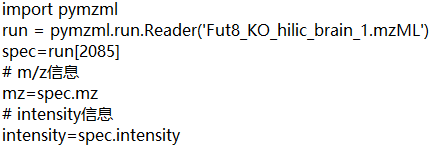 import pymzml
run = pymzml.run.Reader('Fut8_KO_hilic_brain_1.mzML')
spec=run[2085]
# m/z信息
mz=spec.mz
# intensity信息
intensity=spec.intensity